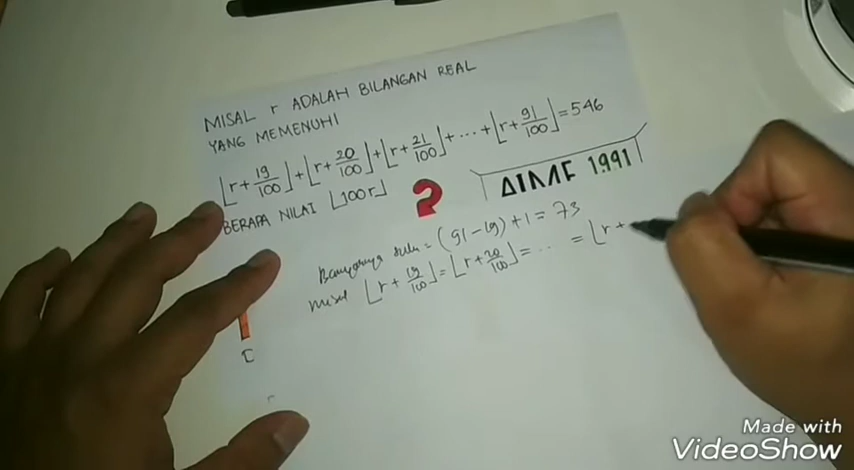 MISAL r ADALAH BILANGAN REAL
YANG MEMENUHI
⌊r + 19/100⌋ + ⌊r + 20/100⌋ + ⌊r + 21/100⌋ + ... + ⌊r + 91/100⌋ = 546
BERAPA NILAI ⌊100r⌋ ?
AIME 1991
Banyaknya suku = (91 - 19) + 1 = 73
misal ⌊r + 19/100⌋ = ⌊r + 20/100⌋ = ... = ⌊r +
Made with
VideoShow